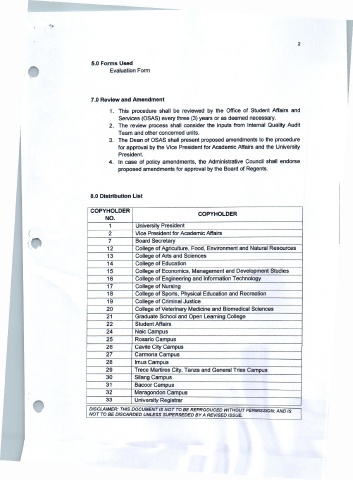 2
5.0 Forms Used
Evaluation Form
7.0 Review and Amendment
1. This procedure shall be reviewed by the Office of Student Affairs and
Services (OSAS) every three (3) years or as deemed necessary.
2. The review process shall consider the inputs from Internal Quality Audit
Team and other concerned units.
3. The Dean of OSAS shall present proposed amendments to the procedure
for approval by the Vice President for Academic Affairs and the University
President.
4. In case of policy amendments, the Administrative Council shall endorse
proposed amendments for approval by the Board of Regents.
8.0 Distribution List
COPYHOLDER NO. COPYHOLDER
1 University President
2 Vice President for Academic Affairs
7 Board Secretary
12 College of Agriculture, Food, Environment and Natural Resources
13 College of Arts and Sciences
14 College of Education
15 College of Economics, Management and Development Studies
16 College of Engineering and Information Technology
17 College of Nursing
18 College of Sports, Physical Education and Recreation
19 College of Criminal Justice
20 College of Veterinary Medicine and Biomedical Sciences
21 Graduate School and Open Learning College
22 Student Affairs
24 Naic Campus
25 Rosario Campus
26 Cavite City Campus
27 Carmona Campus
28 Imus Campus
29 Trece Martires City, Tanza and General Trias Campus
30 Silang Campus
31 Bacoor Campus
32 Maragondon Campus
33 University Registrar
DISCLAIMER: THIS DOCUMENT IS NOT TO BE REPRODUCED WITHOUT PERMISSION; AND IS
NOT TO BE DISCARDED UNLESS SUPERSEDED BY A REVISED ISSUE.